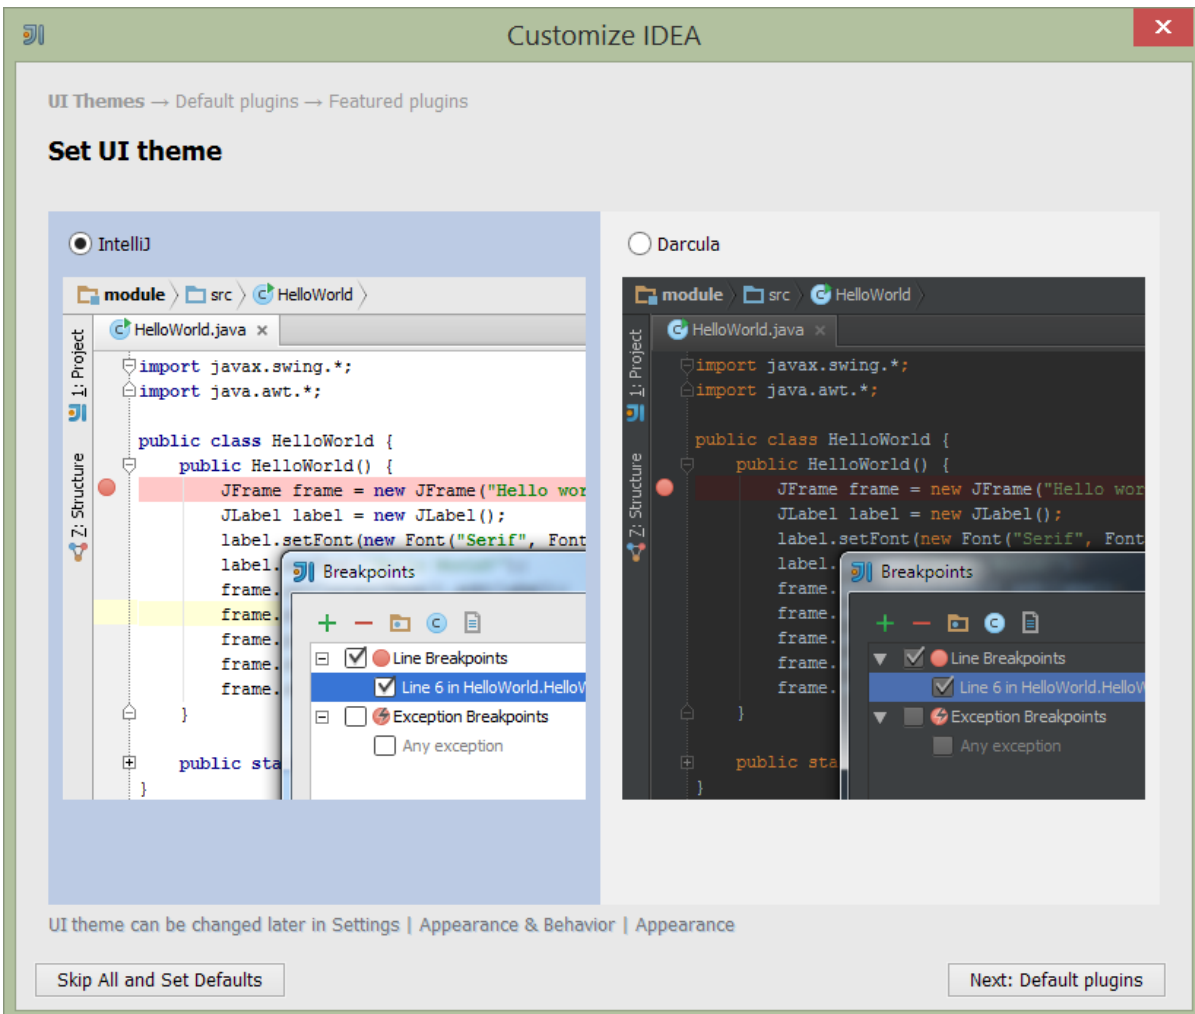 Customize IDEA
UI Themes → Default plugins → Featured plugins
Set UI theme
IntelliJ
module src HelloWorld
HelloWorld.java
1: Project
Z: Structure
import javax.swing.*;
import java.awt.*;
public class HelloWorld {
public HelloWorld() {
JFrame frame = new JFrame("Hello wor
JLabel label = new JLabel();
label.setFont(new Font("Serif", Font
label.
frame.
frame.
frame.
frame.
frame.
}
public sta
}
Breakpoints
Line Breakpoints
Line 6 in HelloWorld.HelloW
Exception Breakpoints
Any exception
Darcula
module src HelloWorld
HelloWorld.java
1: Project
Z: Structure
import javax.swing.*;
import java.awt.*;
public class HelloWorld {
public HelloWorld() {
JFrame frame = new JFrame("Hello wor
JLabel label = new JLabel();
label.setFont(new Font("Serif", Font
label.
frame.
frame.
frame.
frame.
frame.
}
public sta
}
Breakpoints
Line Breakpoints
Line 6 in HelloWorld.HelloW
Exception Breakpoints
Any exception
UI theme can be changed later in Settings | Appearance & Behavior | Appearance
Skip All and Set Defaults
Next: Default plugins